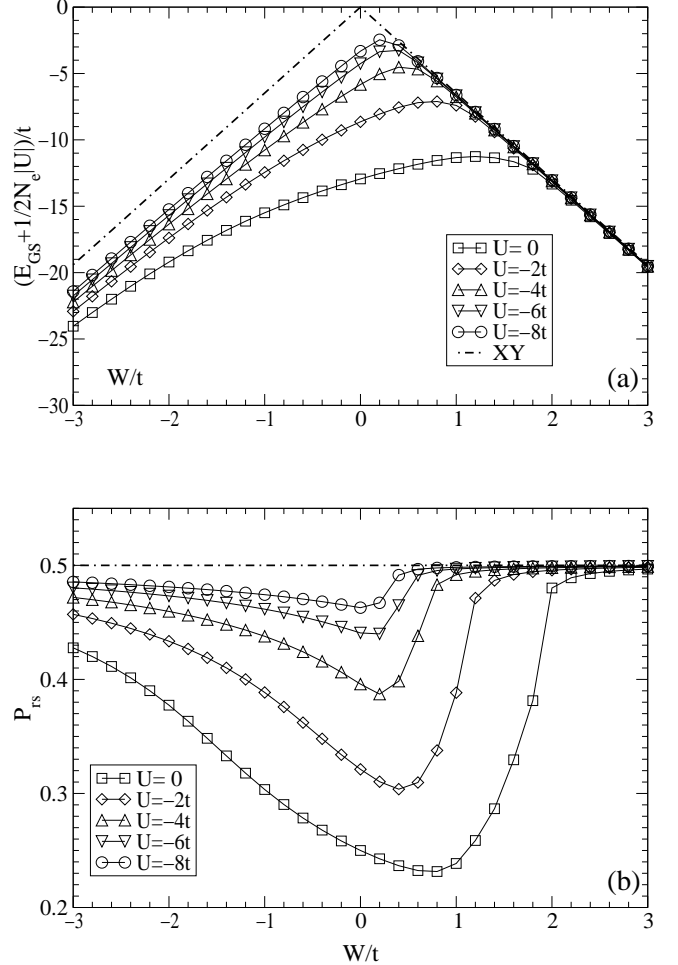 0
−5
−10
−15
−20
−25
−30
(E_GS+1/2N_e|U|)/t
U= 0
U=−2t
U=−4t
U=−6t
U=−8t
XY
W/t
(a)
−3 −2 −1 0 1 2 3
0.5
0.4
0.3
0.2
P_rs
U= 0
U=−2t
U=−4t
U=−6t
U=−8t
(b)
−3 −2 −1 0 1 2 3
W/t